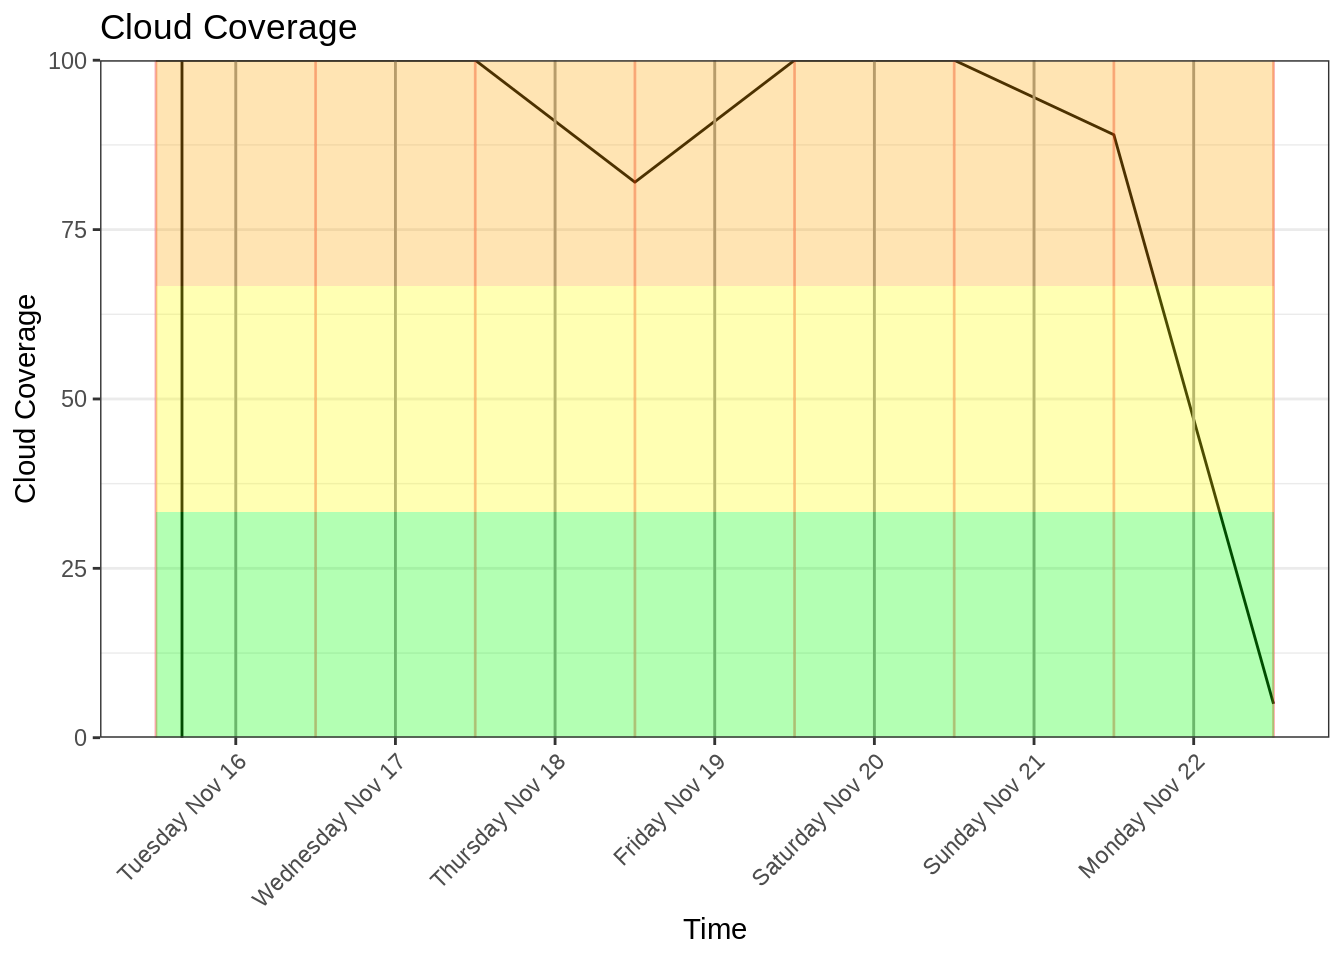 Cloud Coverage
Cloud Coverage
100
75
50
25
0
Tuesday Nov 16
Wednesday Nov 17
Thursday Nov 18
Friday Nov 19
Saturday Nov 20
Sunday Nov 21
Monday Nov 22
Time